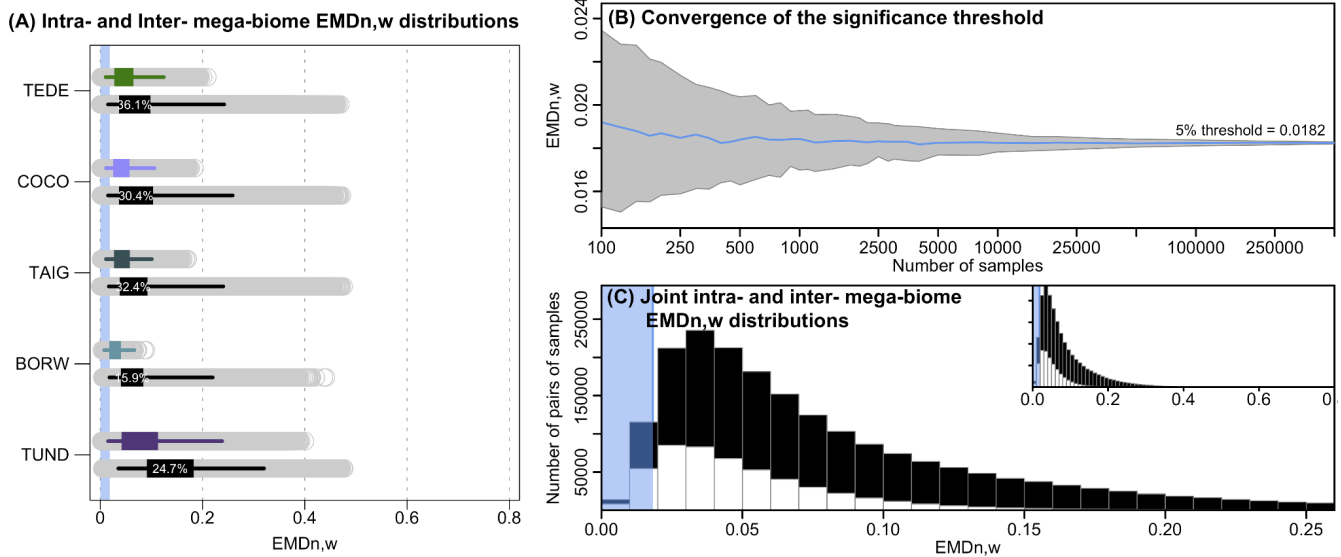 (A) Intra- and Inter- mega-biome EMDn,w distributions
TEDE
36.1%
COCO
30.4%
TAIG
32.4%
BORW
15.9%
TUND
24.7%
0 0.2 0.4 0.6 0.8
EMDn,w
(B) Convergence of the significance threshold
EMDn,w
0.024
0.020
0.016
5% threshold = 0.0182
100 250 500 1000 2500 5000 10000 25000 100000 250000
Number of samples
(C) Joint intra- and inter- mega-biome
EMDn,w distributions
Number of pairs of samples
250000
150000
50000
0.00 0.05 0.10 0.15 0.20 0.25
EMDn,w
0.0 0.2 0.4 0.6 0.8